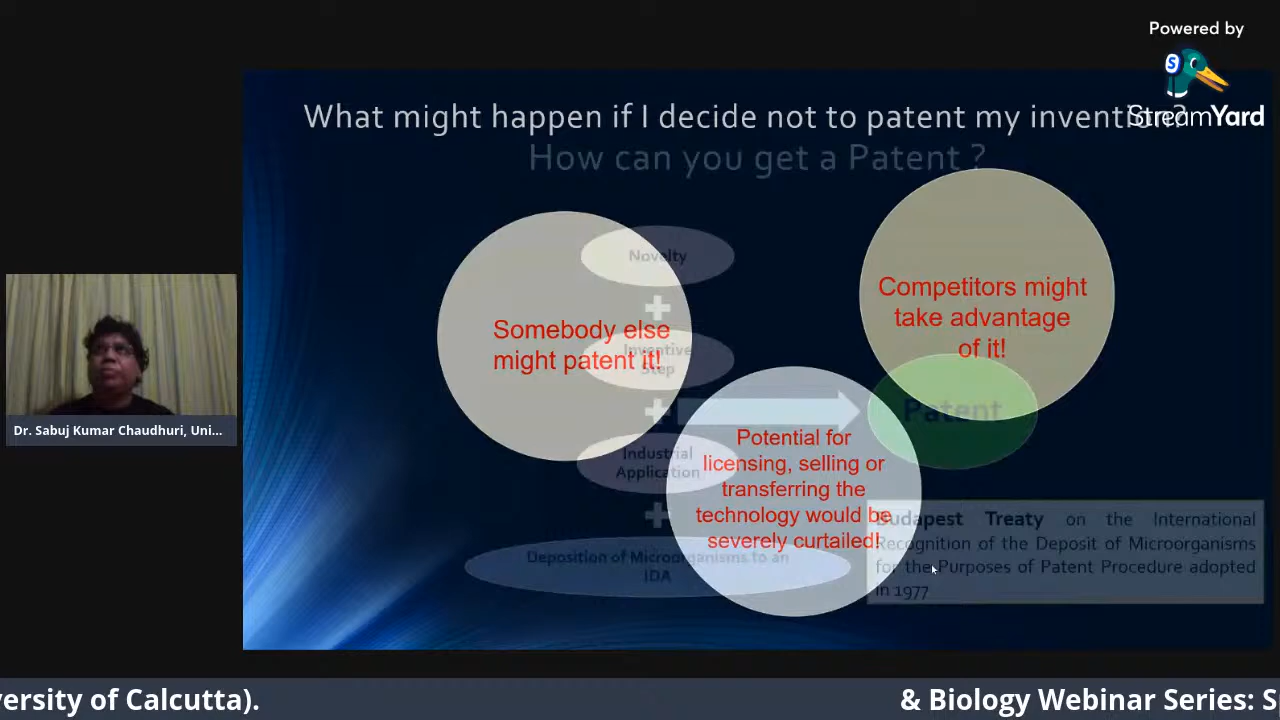 Powered by
StreamYard
What might happen if I decide not to patent my invention?
How can you get a Patent ?
Novelty
Somebody else
might patent it!
Inventive
Step
Competitors might
take advantage
of it!
Patent
Industrial
Application
Potential for
licensing, selling or
transferring the
technology would be
severely curtailed!
Deposition of Microorganisms to an
IDA
Budapest Treaty on the International
Recognition of the Deposit of Microorganisms
for the Purposes of Patent Procedure adopted
in 1977
Dr. Sabuj Kumar Chaudhuri, Uni...
versity of Calcutta).
& Biology Webinar Series: S